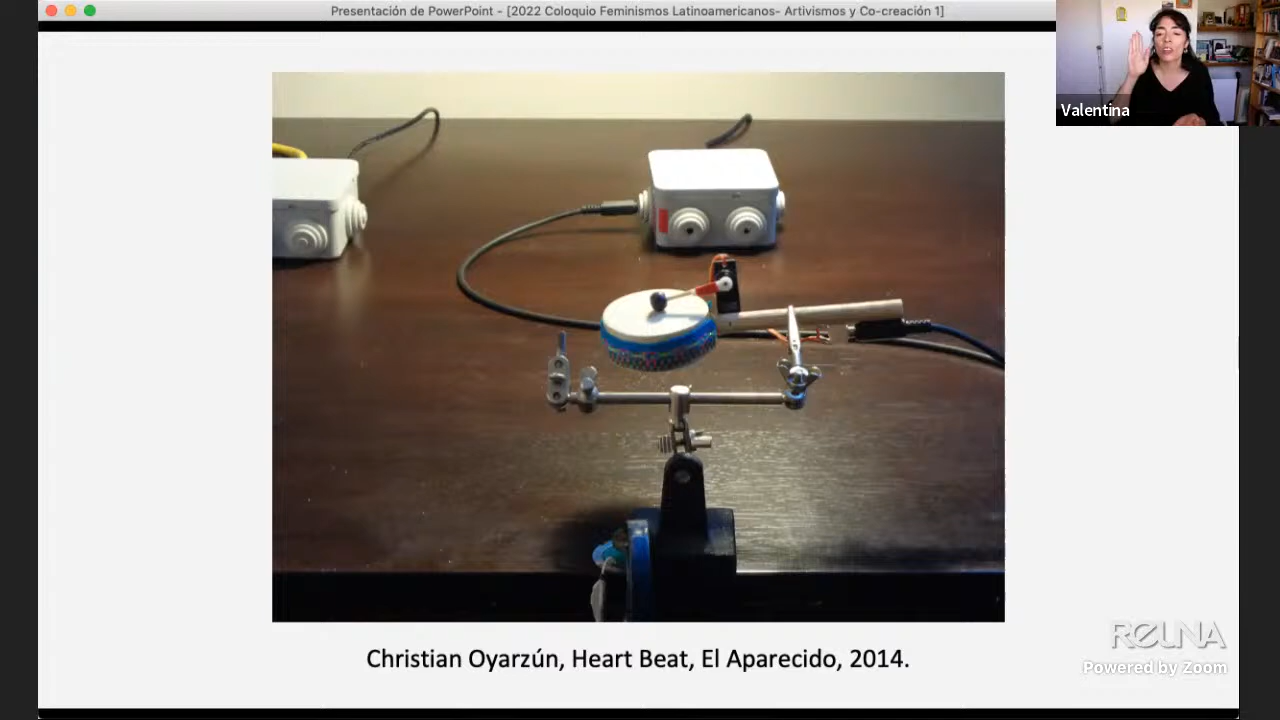 Presentación de PowerPoint - [2022 Coloquio Feminismos Latinoamericanos- Artivismos y Co-creación 1]
Valentina
Christian Oyarzún, Heart Beat, El Aparecido, 2014.
REUNA
Powered by Zoom